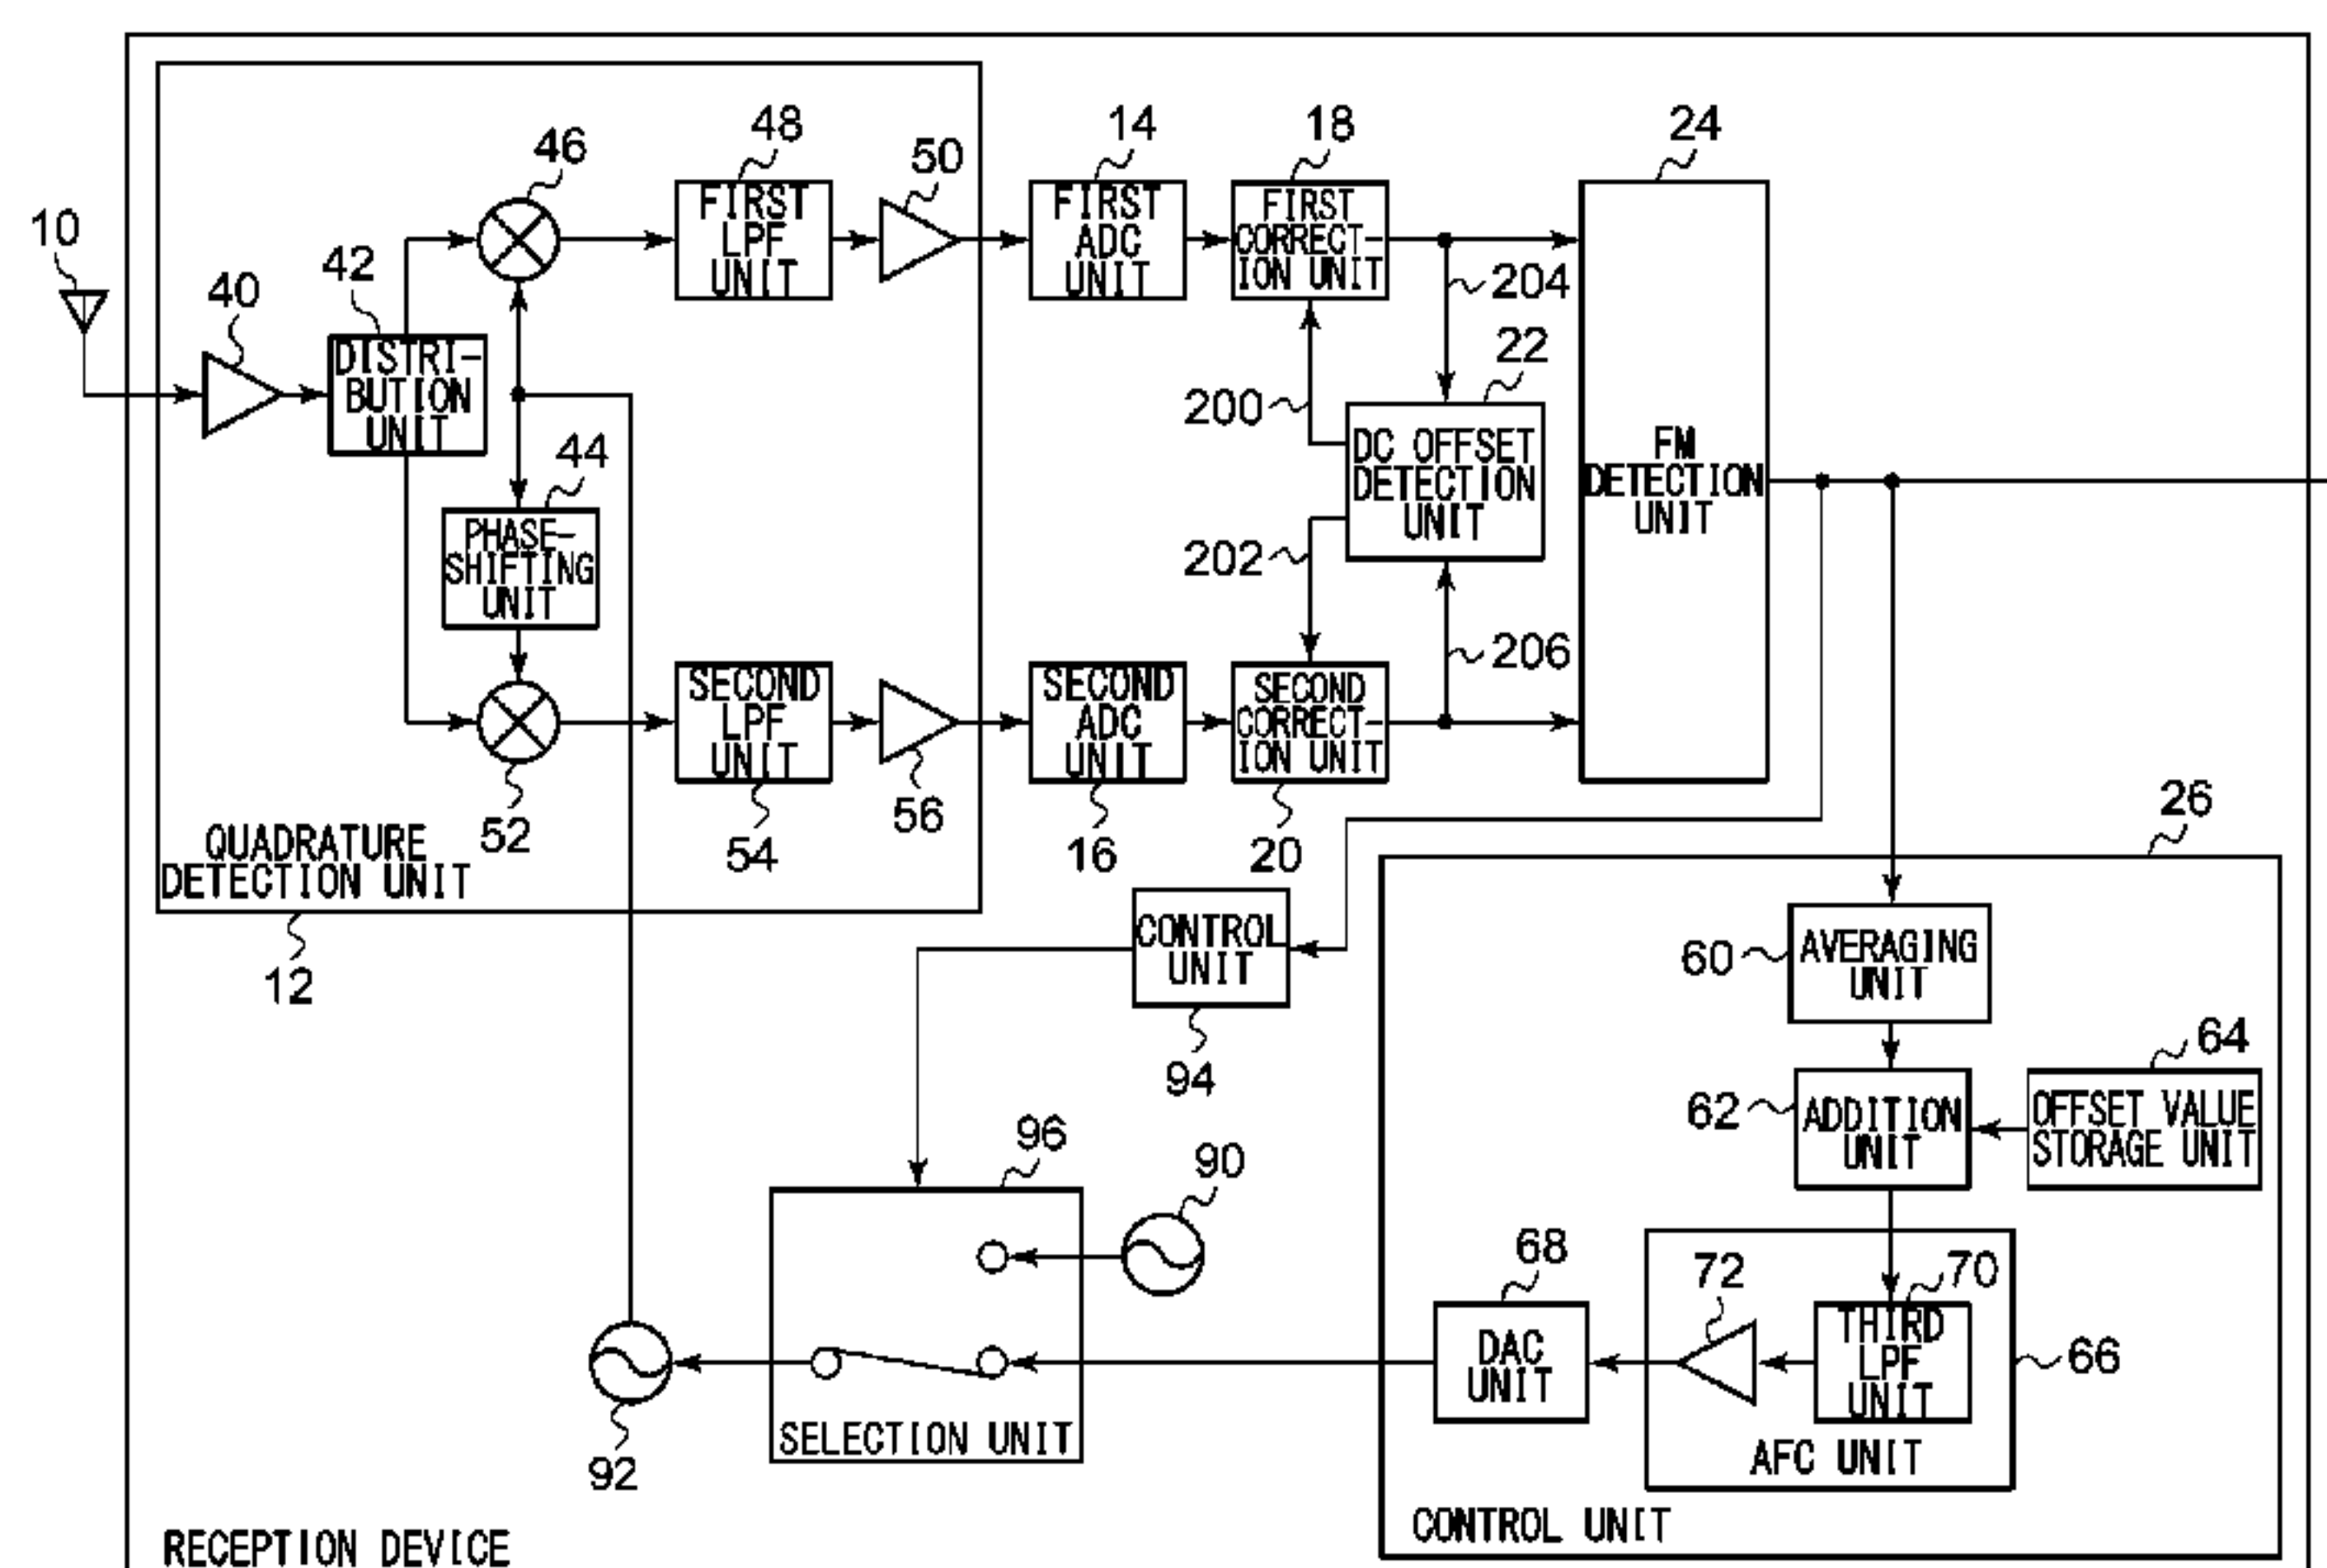 10
40
42
DISTRI-
BUTION
UNIT
44
PHASE-
SHIFTING
UNIT
46
48
FIRST
LPF
UNIT
50
52
SECOND
LPF
UNIT
54
56
QUADRATURE
DETECTION UNIT
12
14
FIRST
ADC
UNIT
18
FIRST
CORRECT-
ION UNIT
204
200
22
DC OFFSET
DETECTION
UNIT
202
206
SECOND
ADC
UNIT
16
SECOND
CORRECT-
ION UNIT
20
24
FM
DETECTION
UNIT
26
CONTROL
UNIT
94
60
AVERAGING
UNIT
62
ADDITION
UNIT
64
OFFSET VALUE
STORAGE UNIT
96
90
92
SELECTION UNIT
68
DAC
UNIT
72
70
THIRD
LPF
UNIT
66
AFC UNIT
CONTROL UNIT
RECEPTION DEVICE